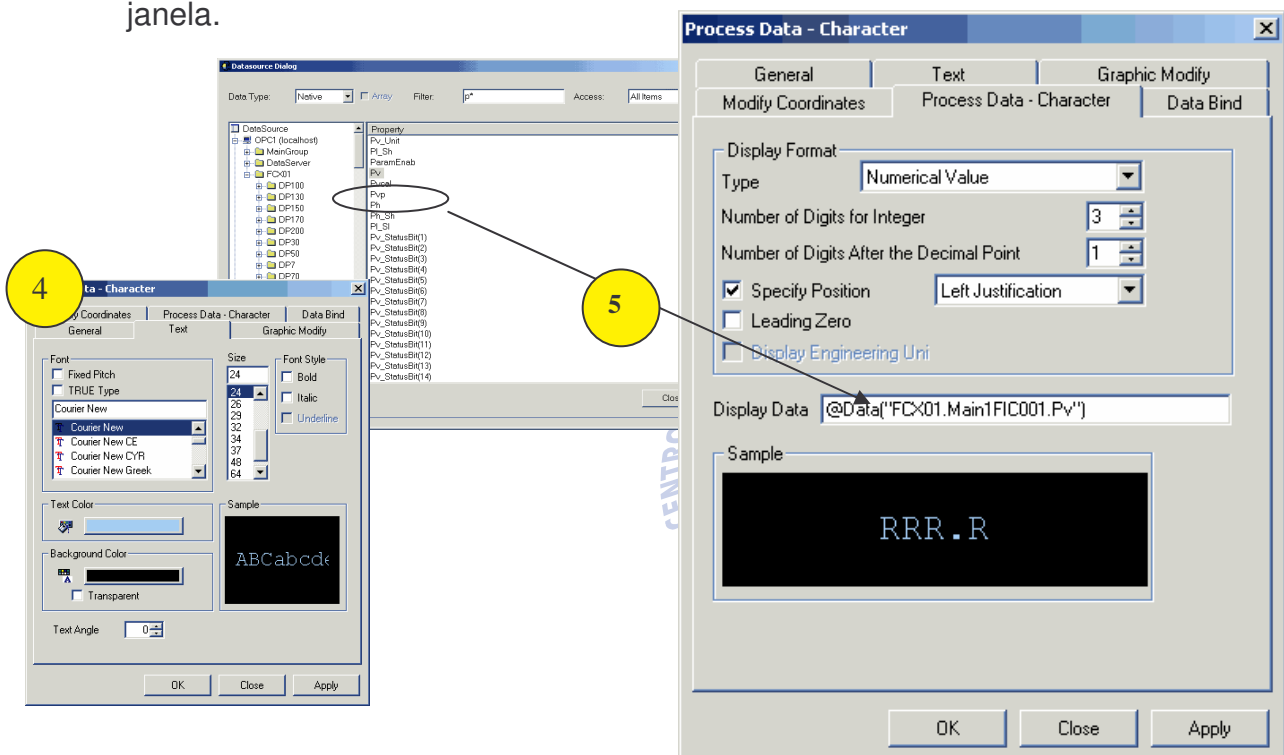 janela.
Datasource Dialog
Data Type: Native Array Filter: p* Access: All Items
DataSource
OPC1 (localhost)
MainGroup
DataServer
FCX01
DP100
DP130
DP150
DP170
DP200
DP30
DP50
DP7
DP70
Property
Pv_Unit
Pl_Sh
ParamEnab
Pv
Pvp
Ph
Ph_Sh
Pl_Sl
Pv_StatusBit(1)
Pv_StatusBit(2)
Pv_StatusBit(3)
Pv_StatusBit(4)
Pv_StatusBit(5)
Pv_StatusBit(6)
Pv_StatusBit(7)
Pv_StatusBit(8)
Pv_StatusBit(9)
Pv_StatusBit(10)
Pv_StatusBit(11)
Pv_StatusBit(12)
Pv_StatusBit(13)
Pv_StatusBit(14)
4
ta - Character
Coordinates Process Data - Character Data Bind
General Text Graphic Modify
Font
Fixed Pitch
TRUE Type
Courier New
Courier New
Courier New CE
Courier New CYR
Courier New Greek
Size
24
24
26
29
32
34
37
48
64
Font Style
Bold
Italic
Underline
Text Color
Background Color
Transparent
Sample
ABCabcde
Text Angle 0
OK Close Apply
5
Process Data - Character
General Text Graphic Modify
Modify Coordinates Process Data - Character Data Bind
Display Format
Type Numerical Value
Number of Digits for Integer 3
Number of Digits After the Decimal Point 1
Specify Position Left Justification
Leading Zero
Display Engineering Uni
Display Data @Data("FCX01.Main1FIC001.Pv")
Sample
RRR.R
OK Close Apply